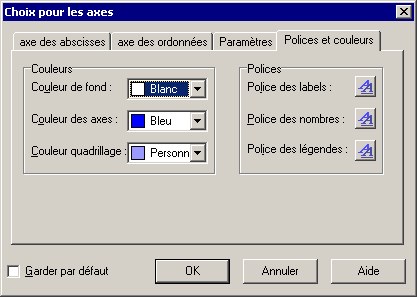 Choix pour les axes
axe des abscisses axe des ordonnées Paramètres Polices et couleurs
Couleurs
Couleur de fond : Blanc
Couleur des axes : Bleu
Couleur quadrillage : Personn
Polices
Police des labels :
Police des nombres :
Police des légendes :
Garder par défaut OK Annuler Aide